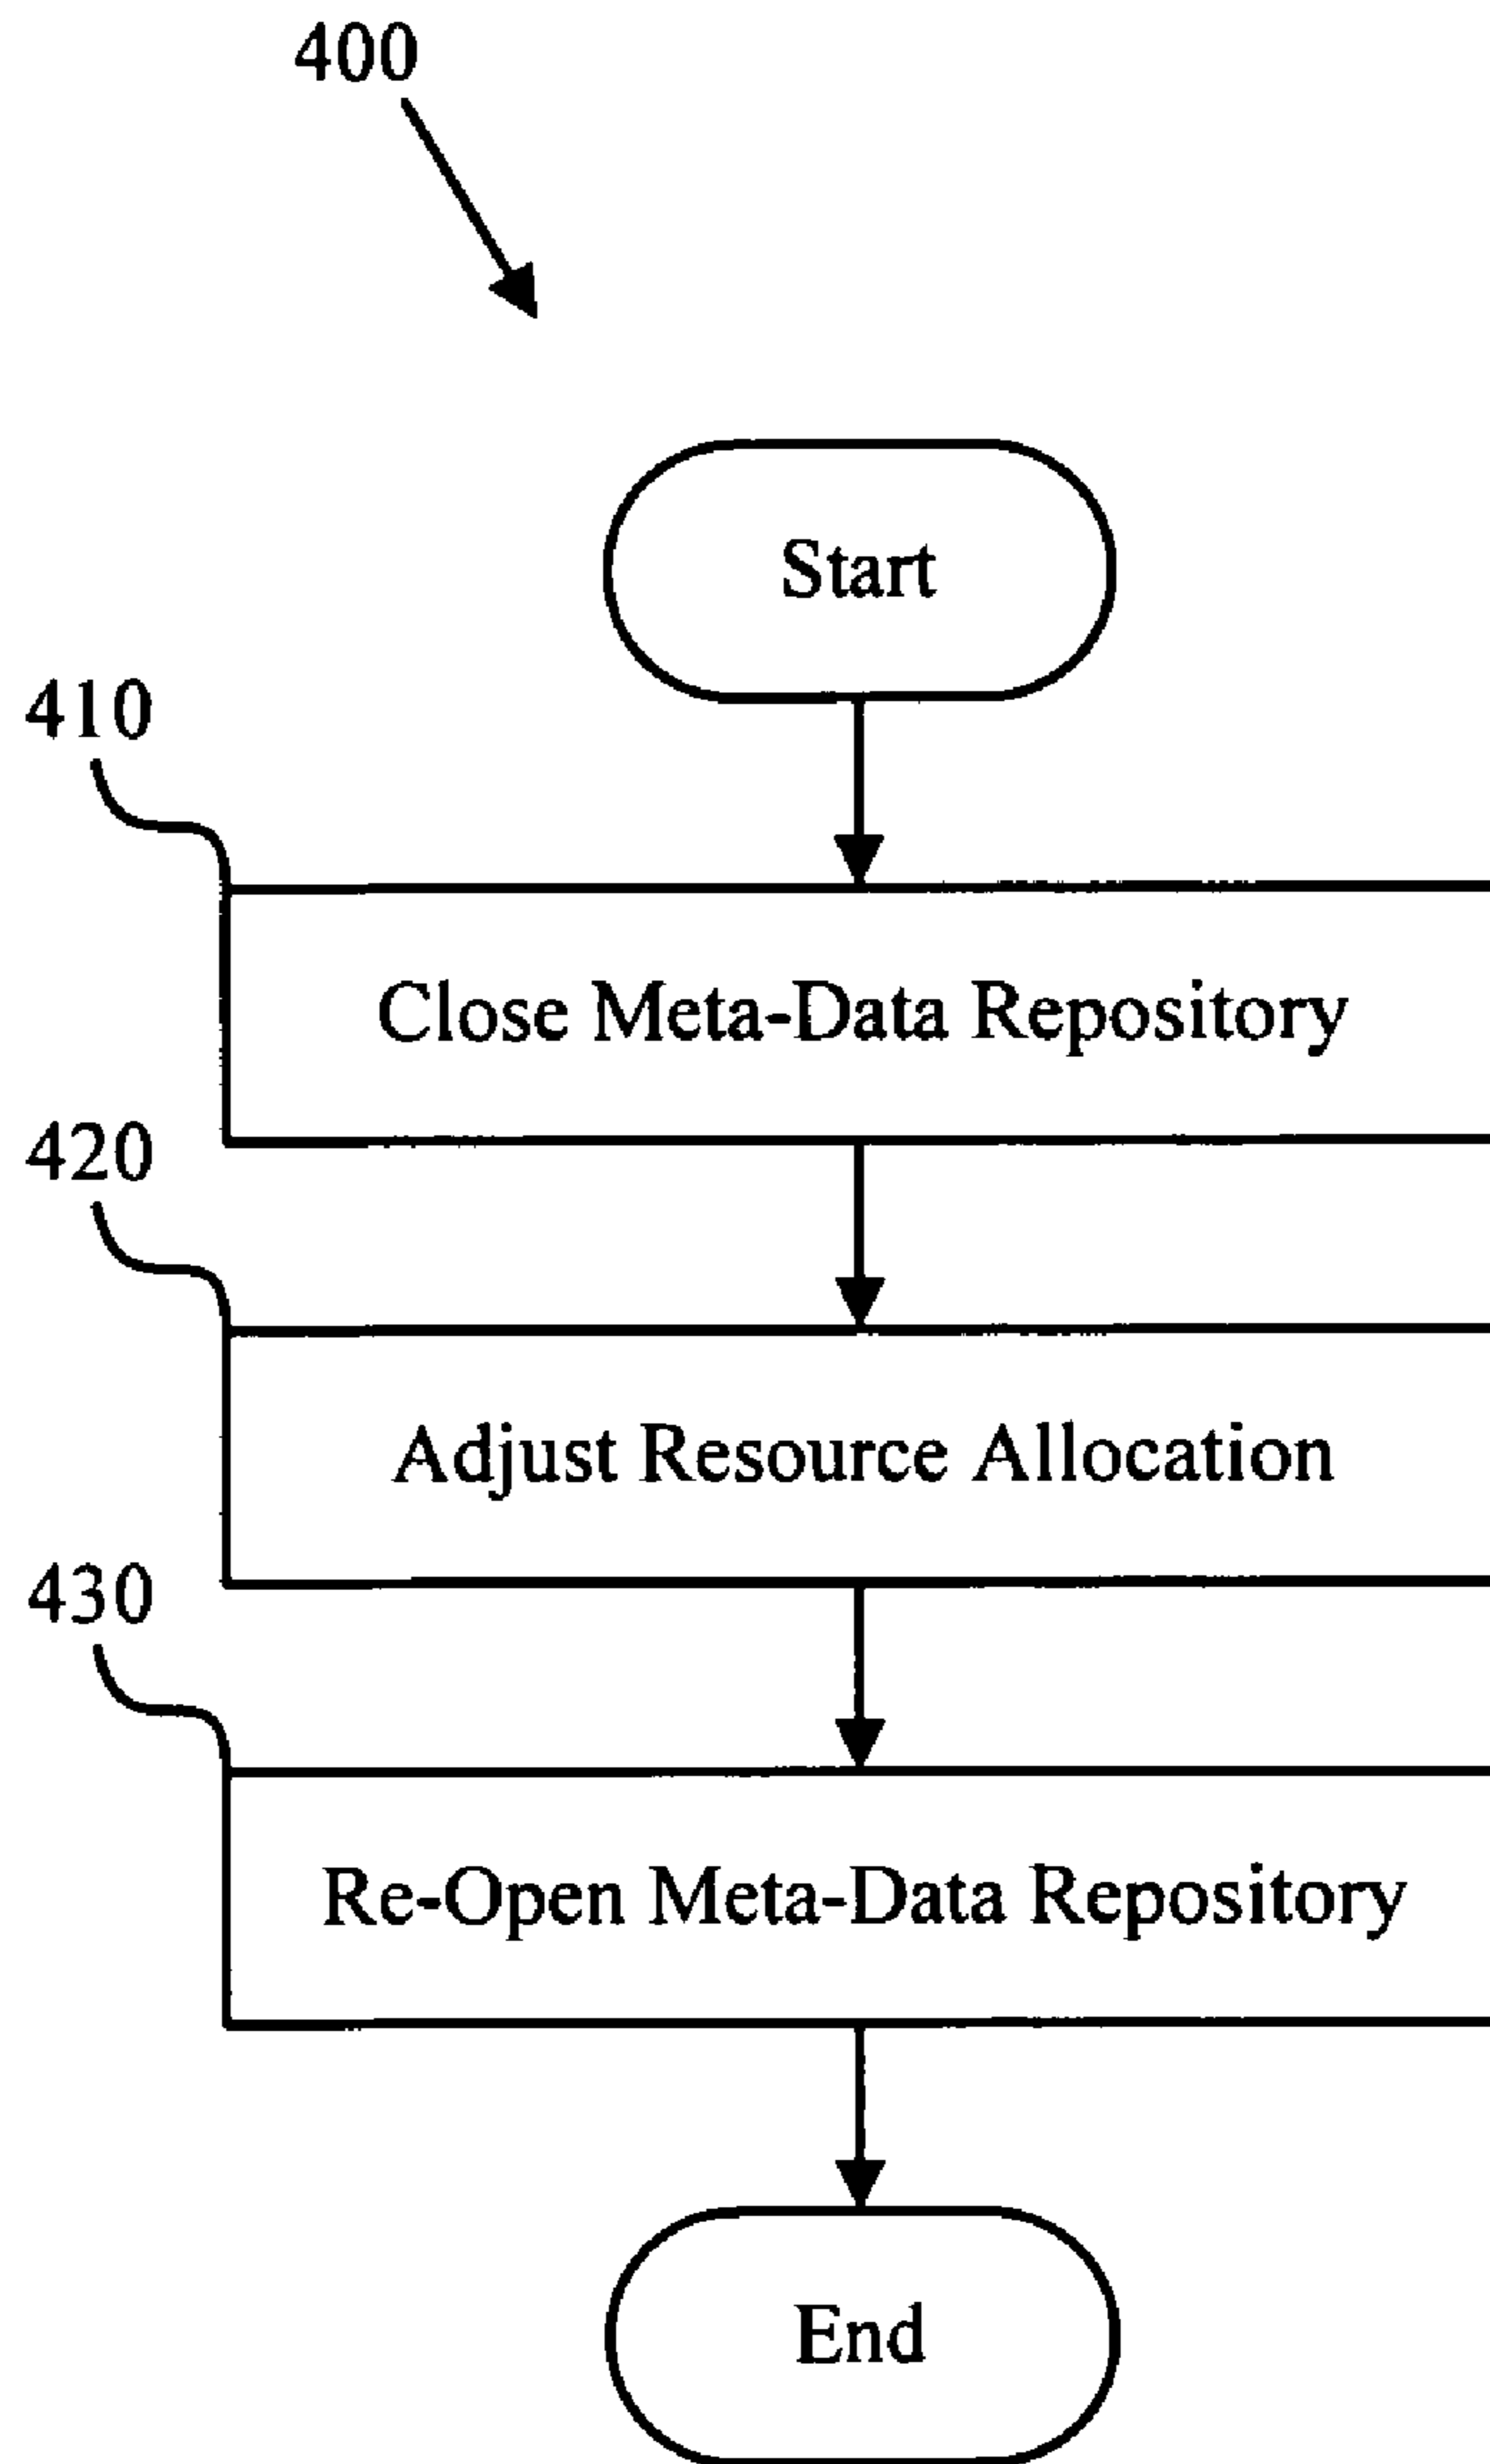 400
Start
410
Close Meta-Data Repository
420
Adjust Resource Allocation
430
Re-Open Meta-Data Repository
End